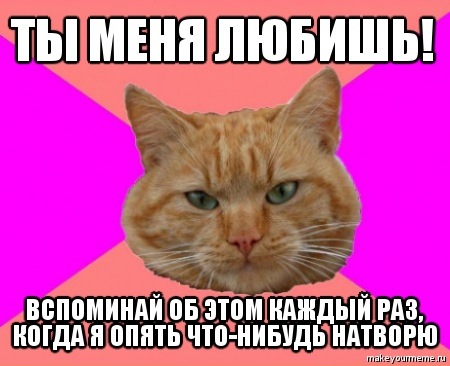 ТЫ МЕНЯ ЛЮБИШЬ!
ВСПОМИНАЙ ОБ ЭТОМ КАЖДЫЙ РАЗ,
КОГДА Я ОПЯТЬ ЧТО-НИБУДЬ НАТВОРЮ
makeyourmeme.ru